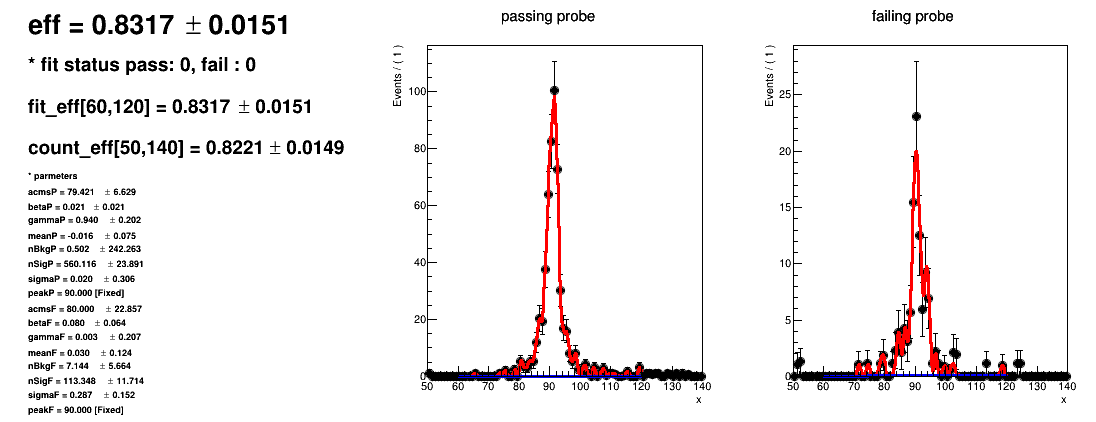 eff = 0.8317 ± 0.0151
* fit status pass: 0, fail : 0
fit_eff[60,120] = 0.8317 ± 0.0151
count_eff[50,140] = 0.8221 ± 0.0149
* parmeters
acmsP = 79.421 ± 6.629
betaP = 0.021 ± 0.021
gammaP = 0.940 ± 0.202
meanP = -0.016 ± 0.075
nBkgP = 0.502 ± 242.263
nSigP = 560.116 ± 23.891
sigmaP = 0.020 ± 0.306
peakP = 90.000 [Fixed]
acmsF = 80.000 ± 22.857
betaF = 0.080 ± 0.064
gammaF = 0.003 ± 0.207
meanF = 0.030 ± 0.124
nBkgF = 7.144 ± 5.664
nSigF = 113.348 ± 11.714
sigmaF = 0.287 ± 0.152
peakF = 90.000 [Fixed]
passing probe
Events / ( 1 )
100
80
60
40
20
0
50 60 70 80 90 100 110 120 130 140
x
failing probe
Events / ( 1 )
25
20
15
10
5
0
50 60 70 80 90 100 110 120 130 140
x